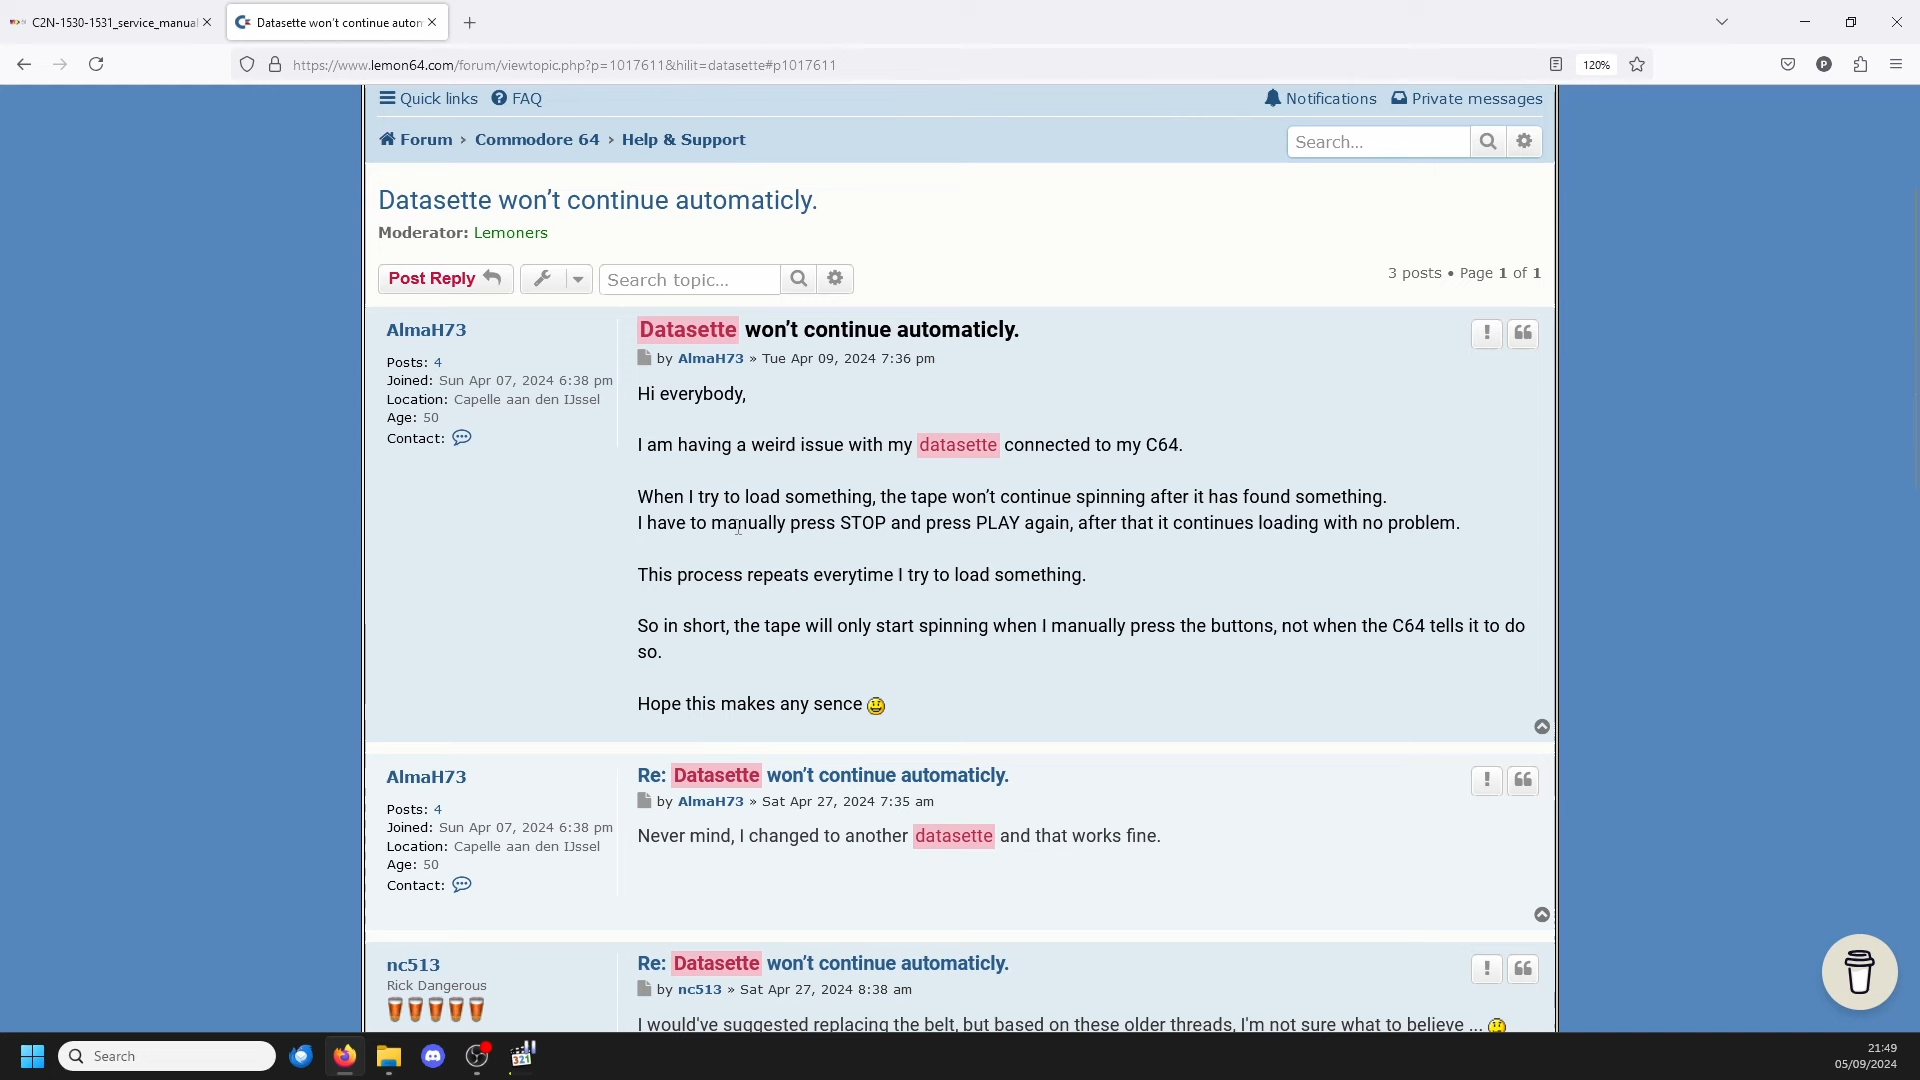 C2N-1530-1531_service_manual
Datasette won't continue autom
https://www.lemon64.com/forum/viewtopic.php?p=1017611&hilit=datasette#p1017611
120%
Quick links FAQ
Notifications Private messages
Forum › Commodore 64 › Help & Support
Search…
Datasette won’t continue automaticly.
Moderator: Lemoners
Post Reply
Search topic…
3 posts • Page 1 of 1
AlmaH73
Posts: 4
Joined: Sun Apr 07, 2024 6:38 pm
Location: Capelle aan den IJssel
Age: 50
Contact:
Datasette won’t continue automaticly.
by AlmaH73 » Tue Apr 09, 2024 7:36 pm
Hi everybody,
I am having a weird issue with my datasette connected to my C64.
When I try to load something, the tape won’t continue spinning after it has found something.
I have to manually press STOP and press PLAY again, after that it continues loading with no problem.
This process repeats everytime I try to load something.
So in short, the tape will only start spinning when I manually press the buttons, not when the C64 tells it to do
so.
Hope this makes any sence
AlmaH73
Posts: 4
Joined: Sun Apr 07, 2024 6:38 pm
Location: Capelle aan den IJssel
Age: 50
Contact:
Re: Datasette won’t continue automaticly.
by AlmaH73 » Sat Apr 27, 2024 7:35 am
Never mind, I changed to another datasette and that works fine.
nc513
Rick Dangerous
Re: Datasette won’t continue automaticly.
by nc513 » Sat Apr 27, 2024 8:38 am
I would've suggested replacing the belt, but based on these older threads, I'm not sure what to believe ...
Search
321
21:49
05/09/2024